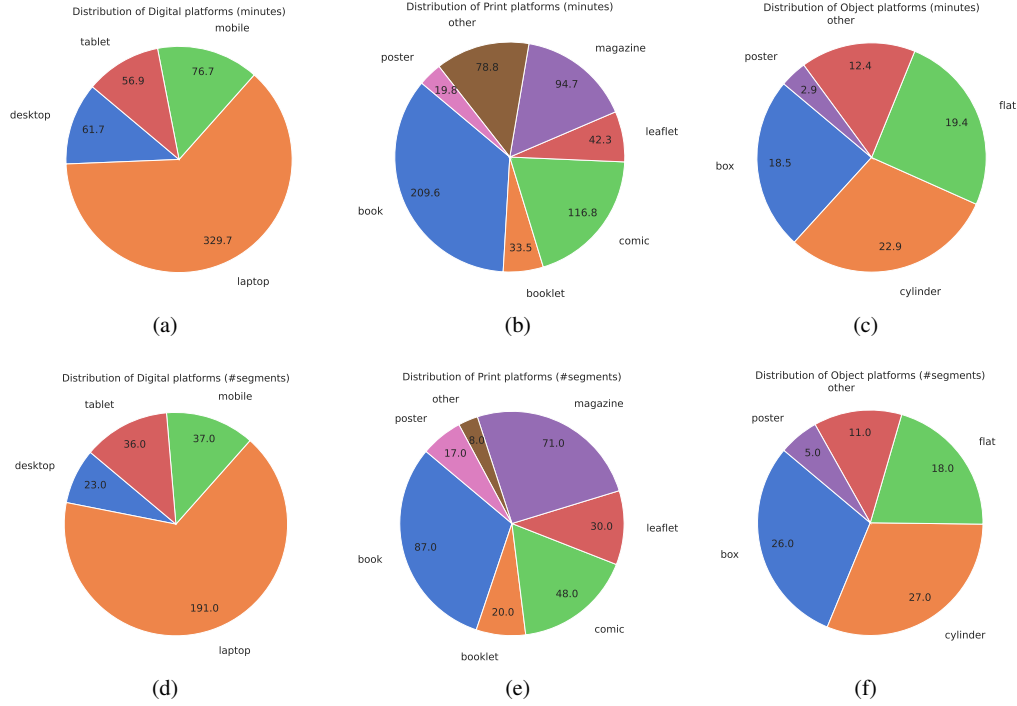 Distribution of Digital platforms (minutes)
mobile
tablet
76.7
56.9
desktop
61.7
329.7
laptop
(a)
Distribution of Print platforms (minutes)
other
magazine
poster
78.8
19.8
94.7
leaflet
42.3
209.6
book
116.8
comic
33.5
booklet
(b)
Distribution of Object platforms (minutes)
other
poster
12.4
2.9
flat
19.4
box
18.5
22.9
cylinder
(c)
Distribution of Digital platforms (#segments)
mobile
tablet
37.0
36.0
desktop
23.0
191.0
laptop
(d)
Distribution of Print platforms (#segments)
other
magazine
poster
8.0
71.0
17.0
leaflet
30.0
87.0
book
48.0
20.0
comic
booklet
(e)
Distribution of Object platforms (#segments)
other
poster
11.0
5.0
flat
18.0
box
26.0
27.0
cylinder
(f)